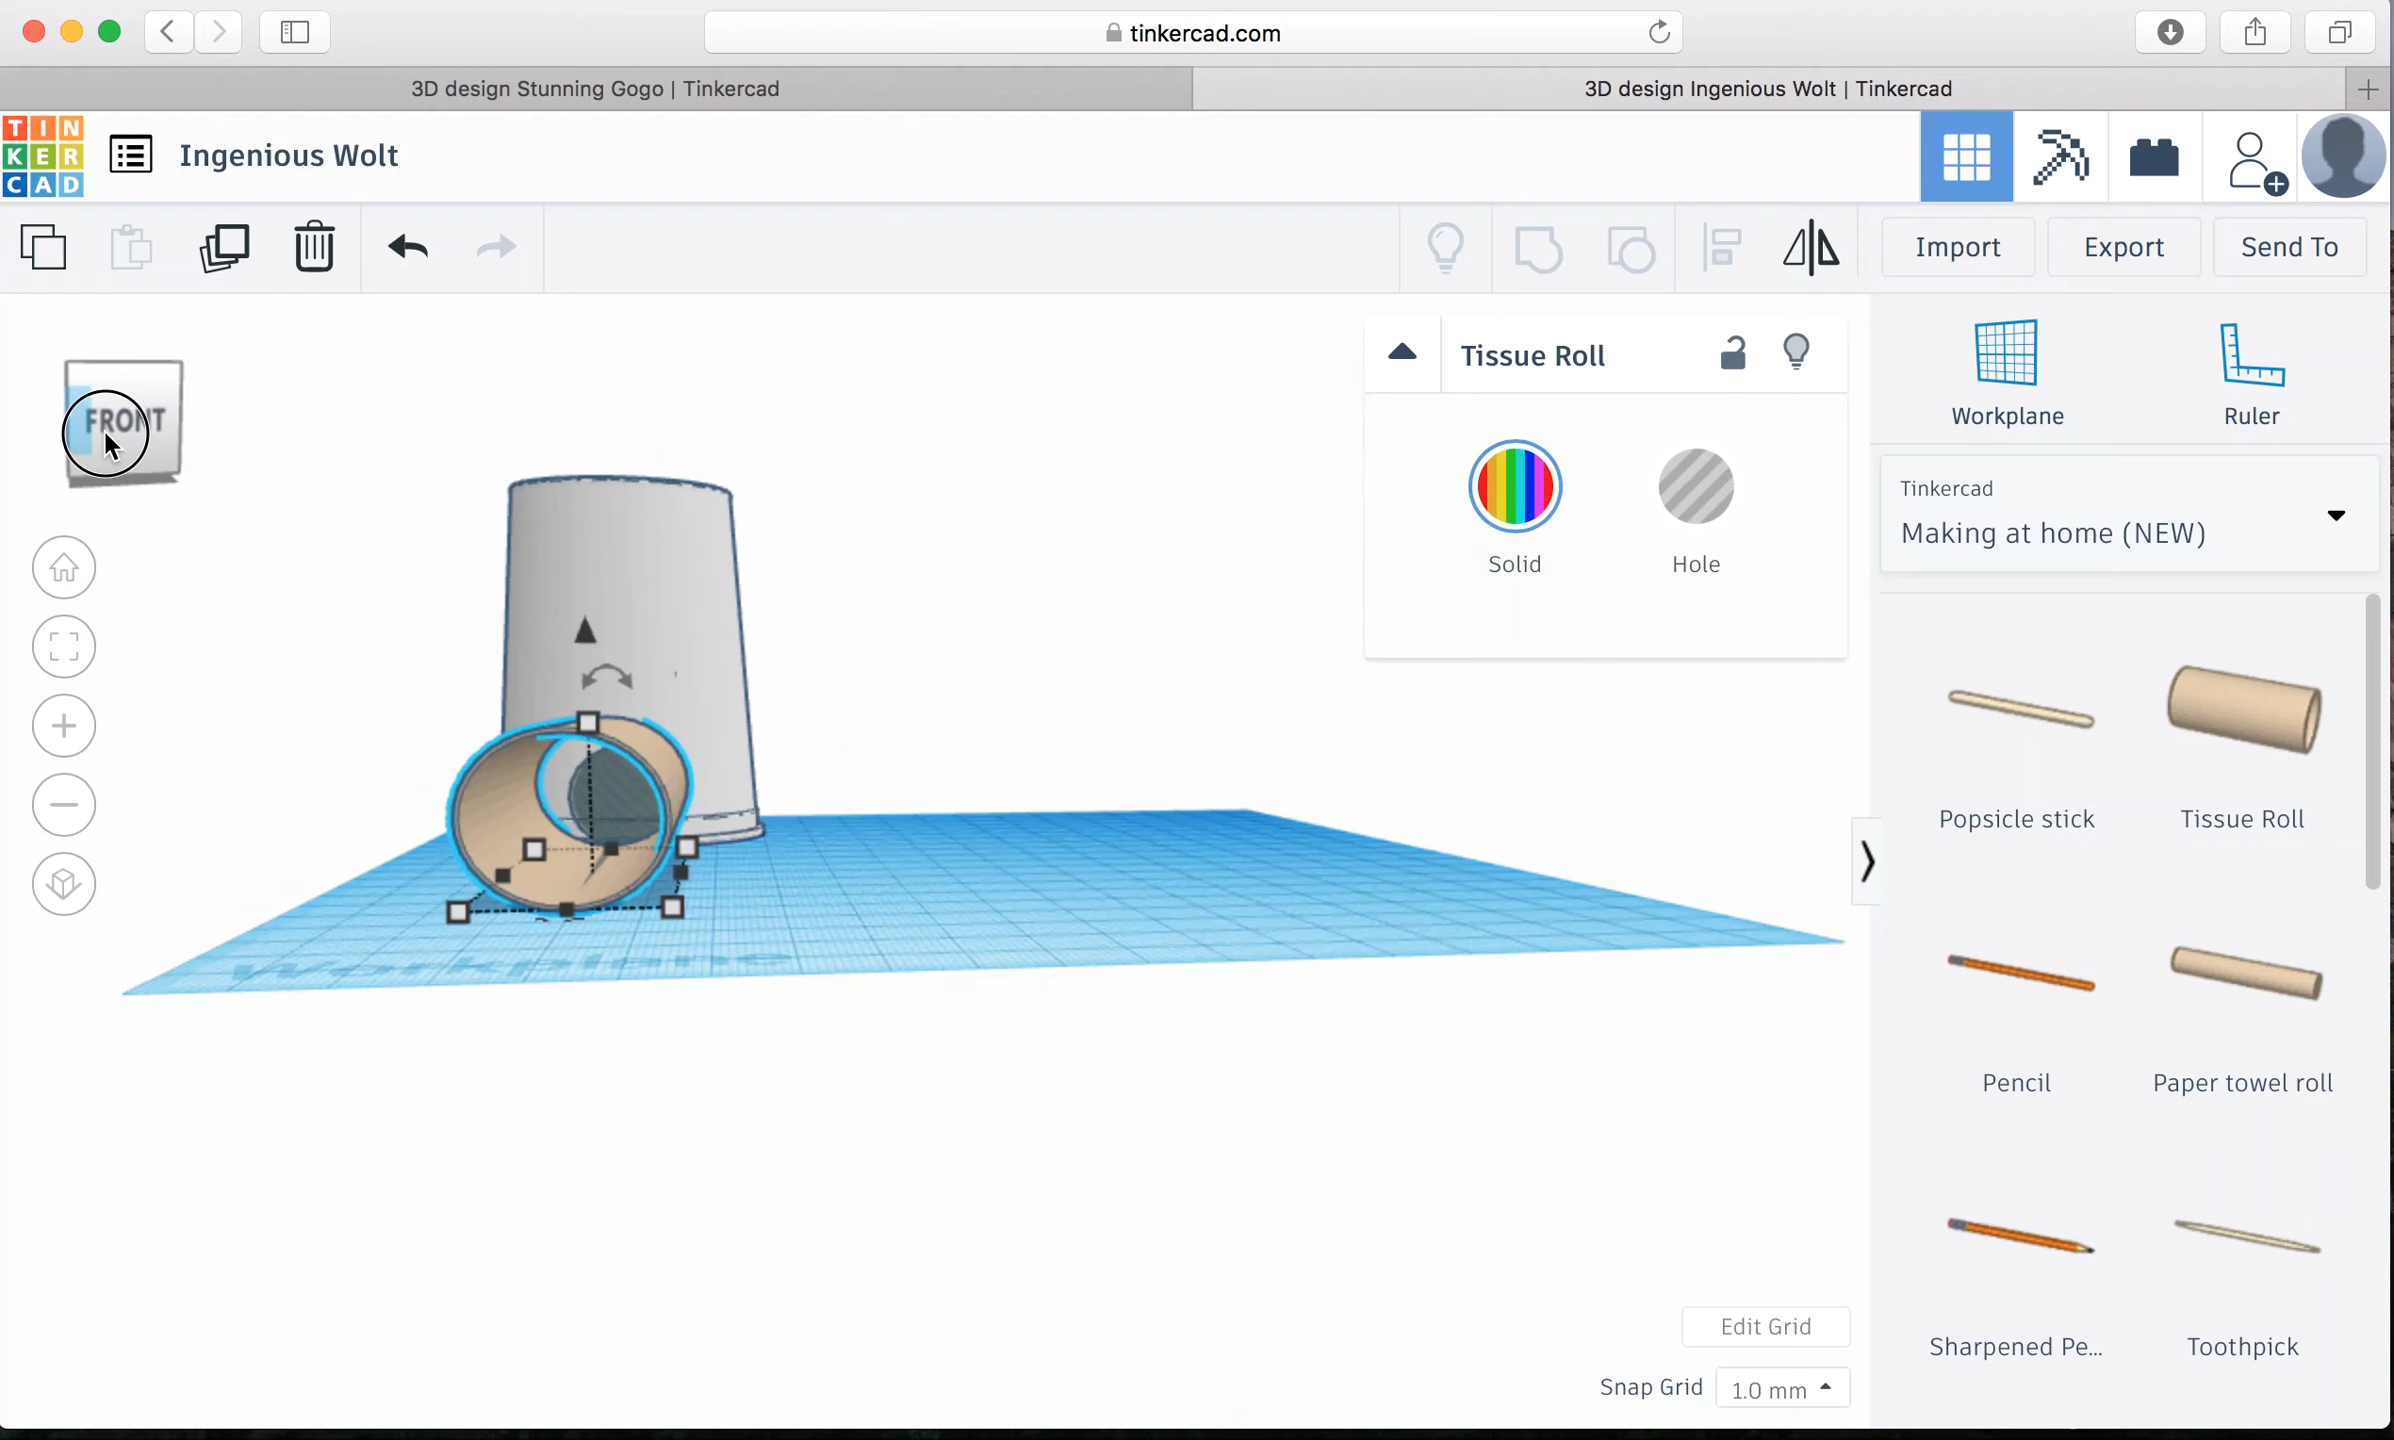 tinkercad.com
3D design Stunning Gogo | Tinkercad
3D design Ingenious Wolt | Tinkercad
TIN
KER
CAD
Ingenious Wolt
Import
Export
Send To
FRONT
Tissue Roll
Solid
Hole
Workplane
Ruler
Tinkercad
Making at home (NEW)
Popsicle stick
Tissue Roll
Pencil
Paper towel roll
Sharpened Pe...
Toothpick
Workplane
Edit Grid
Snap Grid
1.0 mm